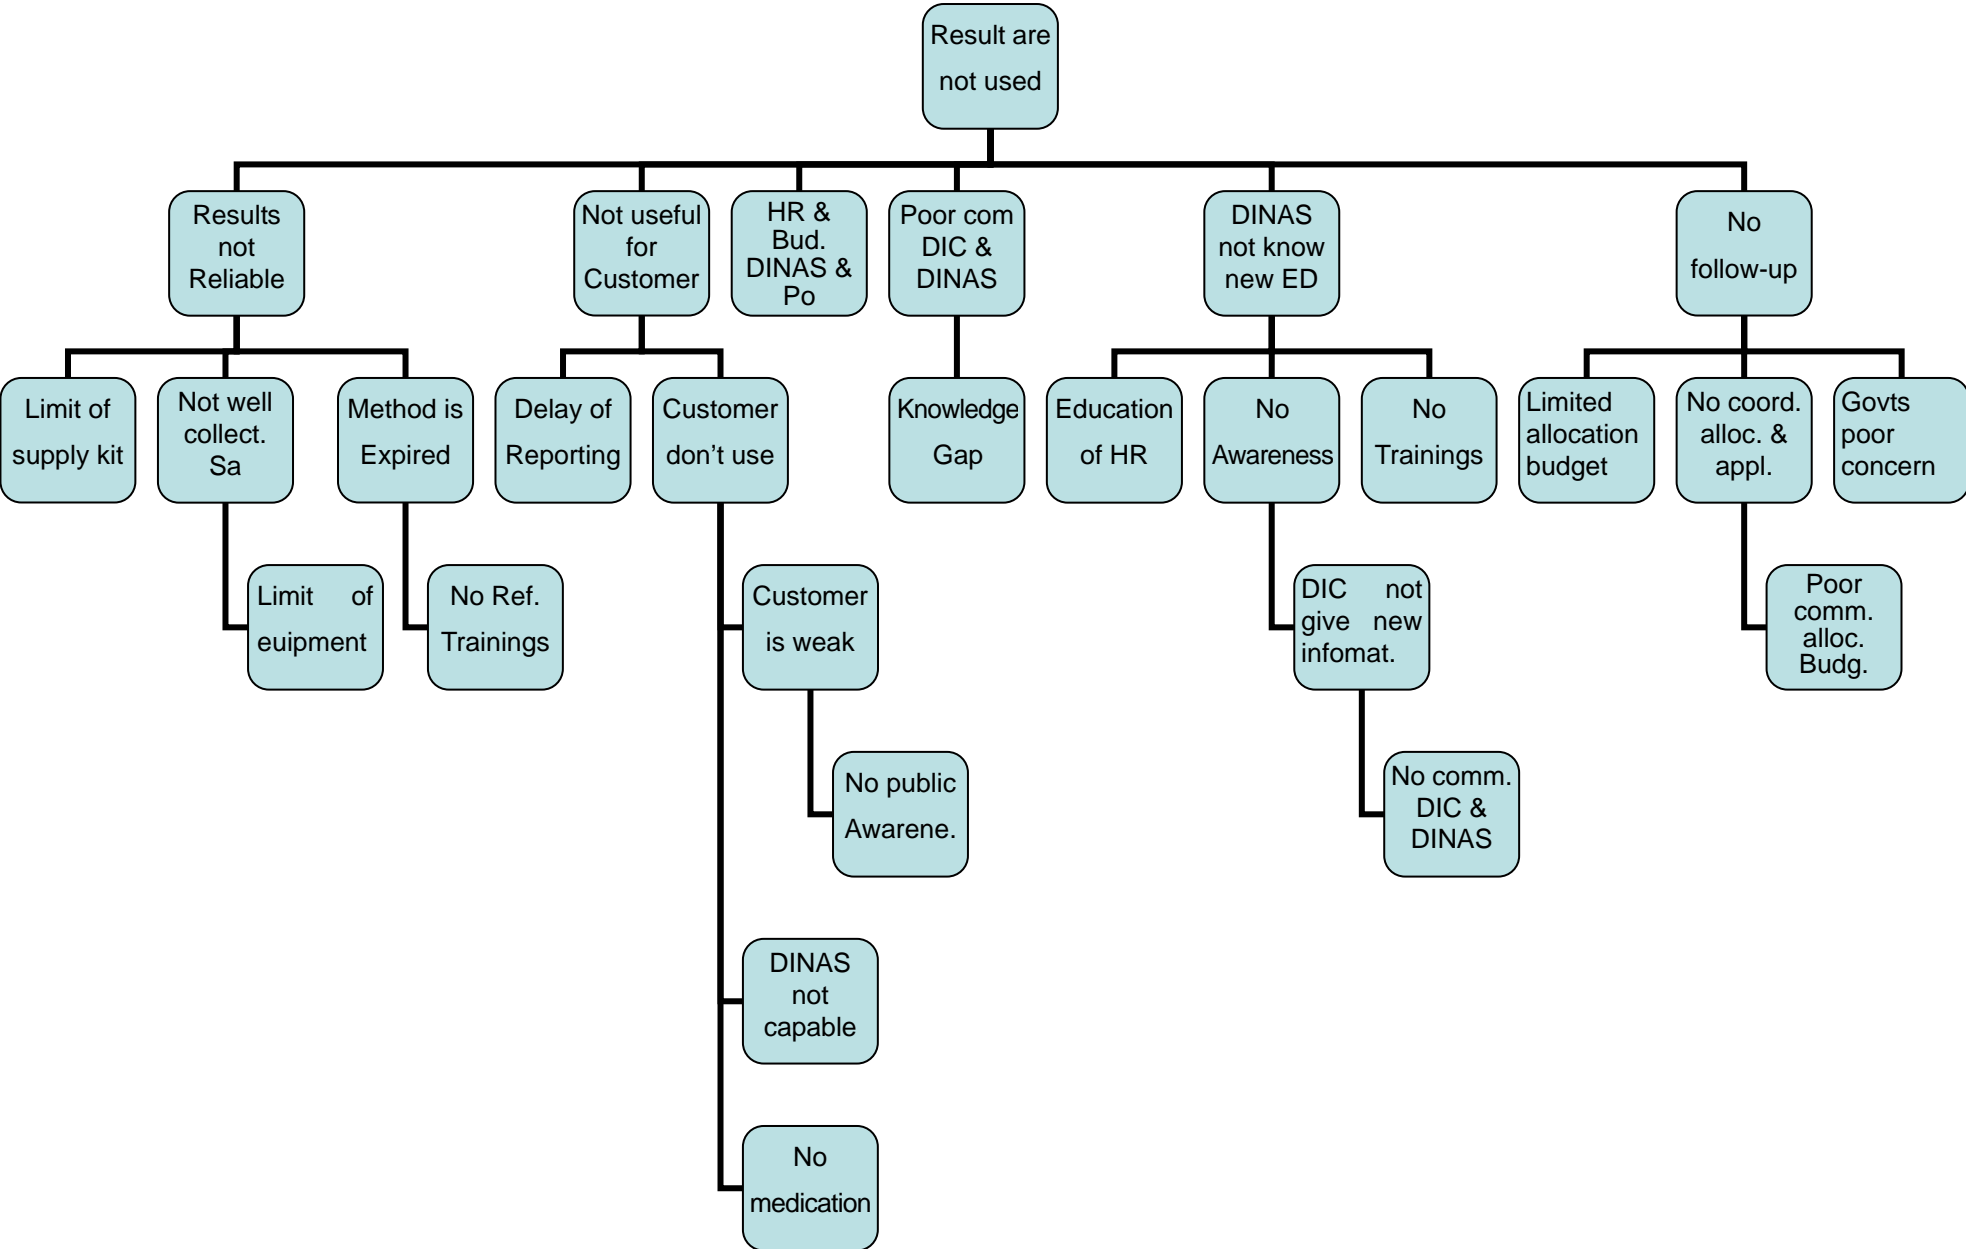 Result are
not used
Results
not
Reliable
Not useful
for
Customer
HR &
Bud.
DINAS &
Po
Poor com
DIC &
DINAS
DINAS
not know
new ED
No
follow-up
Limit of
supply kit
Not well
collect.
Sa
Method is
Expired
Delay of
Reporting
Customer
don’t use
Knowledge
Gap
Education
of HR
No
Awareness
No
Trainings
Limited
allocation
budget
No coord.
alloc. &
appl.
Govts
poor
concern
Limit of
euipment
No Ref.
Trainings
Customer
is weak
DIC not
give new
infomat.
Poor
comm.
alloc.
Budg.
No public
Awarene.
No comm.
DIC &
DINAS
DINAS
not
capable
No
medication